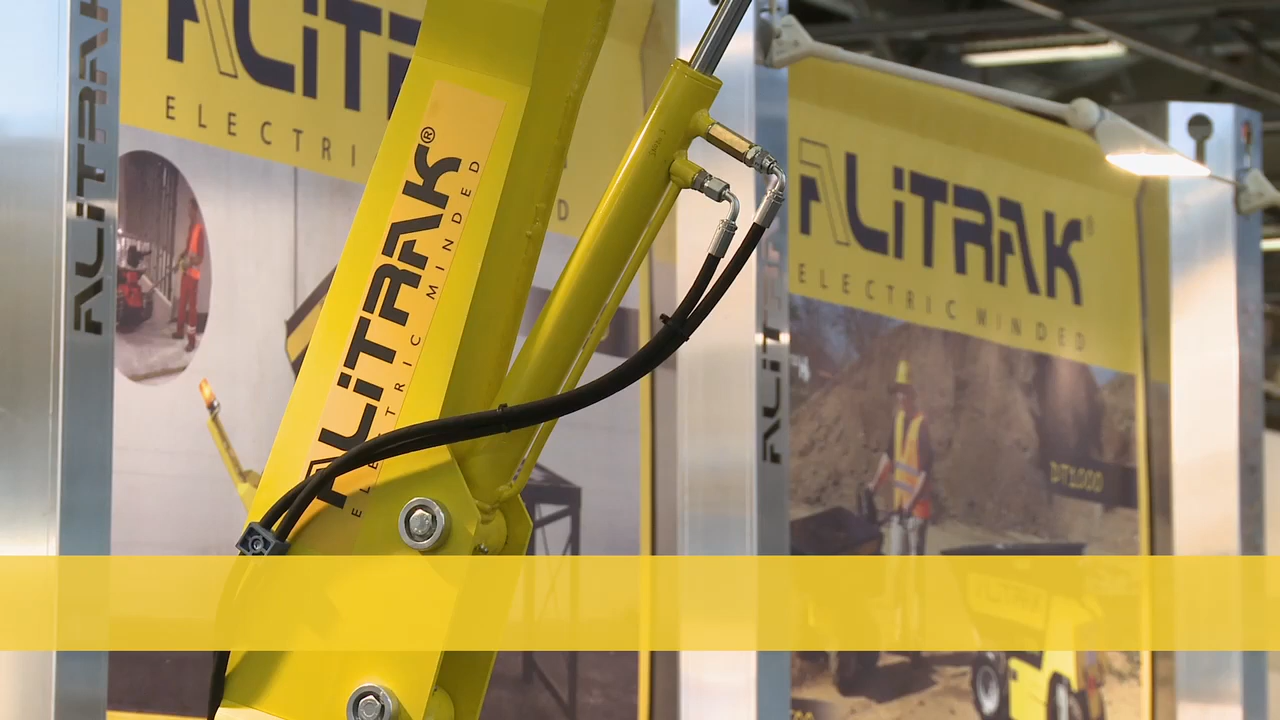 ALiTRAK
ALiTRAK
ELECTRI
D
ALiTRAK®
ELECTRIC MINDED
ALiTRAK
ALiTRAK®
ELECTRIC MINDED
DT1000